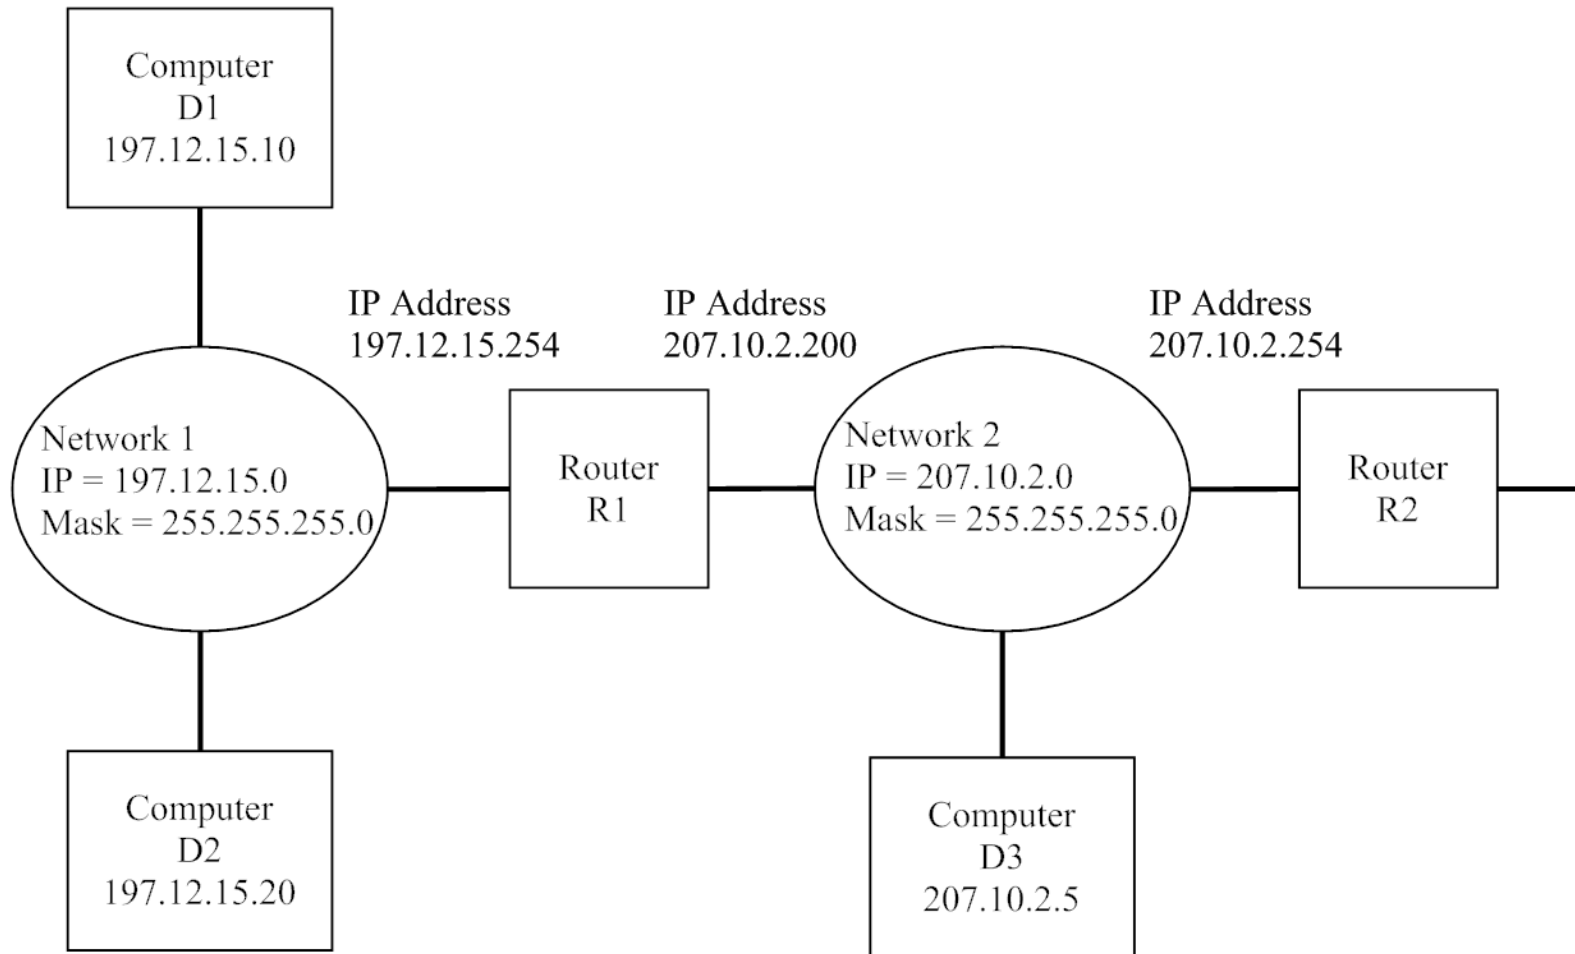 Computer
D1
197.12.15.10
IP Address
197.12.15.254
IP Address
207.10.2.200
IP Address
207.10.2.254
Network 1
IP = 197.12.15.0
Mask = 255.255.255.0
Router
R1
Network 2
IP = 207.10.2.0
Mask = 255.255.255.0
Router
R2
Computer
D2
197.12.15.20
Computer
D3
207.10.2.5